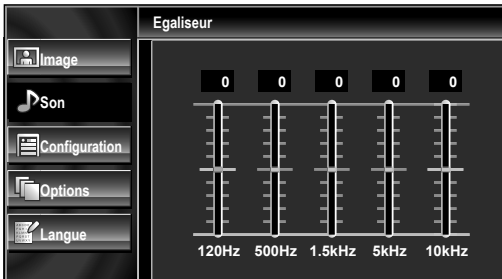 Egaliseur
Image
Son
Configuration
Options
Langue
0 0 0 0 0
120Hz 500Hz 1.5kHz 5kHz 10kHz